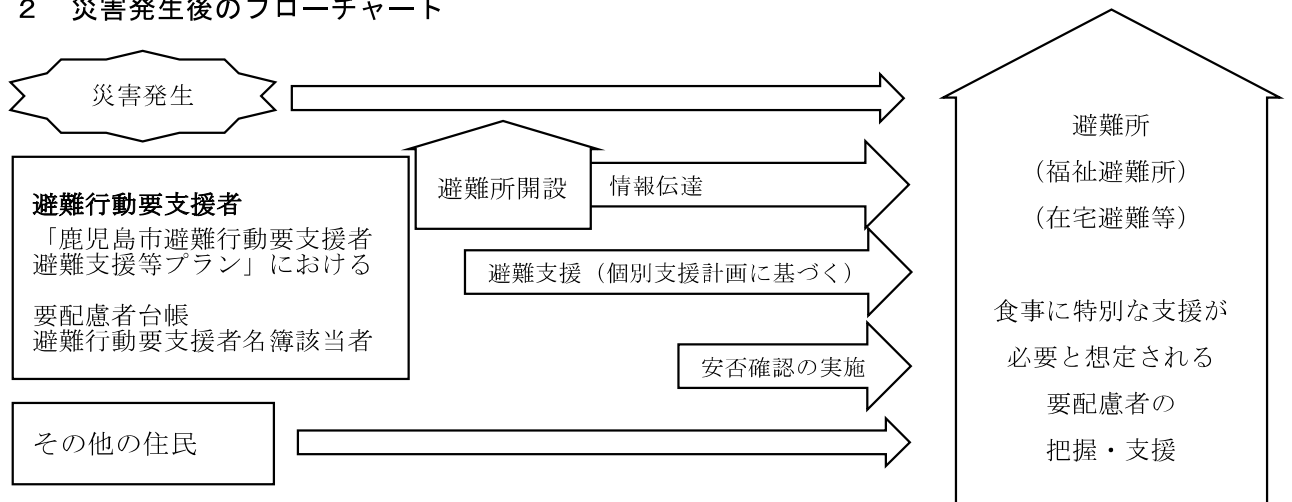 2　災害発生後のフローチャート
災害発生
避難行動要支援者
「鹿児島市避難行動要支援者
避難支援等プラン」における
要配慮者台帳
避難行動要支援者名簿該当者
その他の住民
避難所開設
情報伝達
避難支援（個別支援計画に基づく）
安否確認の実施
避難所
（福祉避難所）
（在宅避難等）
食事に特別な支援が
必要と想定される
要配慮者の
把握・支援